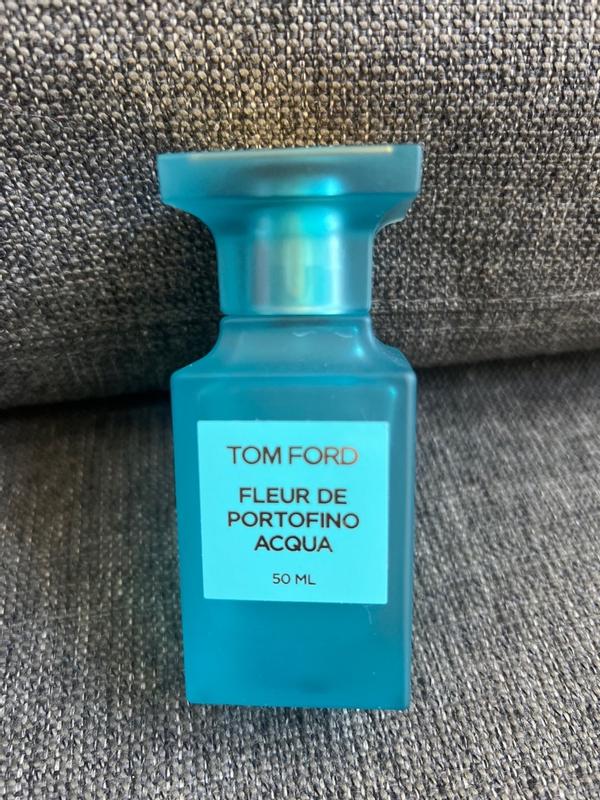 TOM FORD
FLEUR DE
PORTOFINO
ACQUA
50 ML